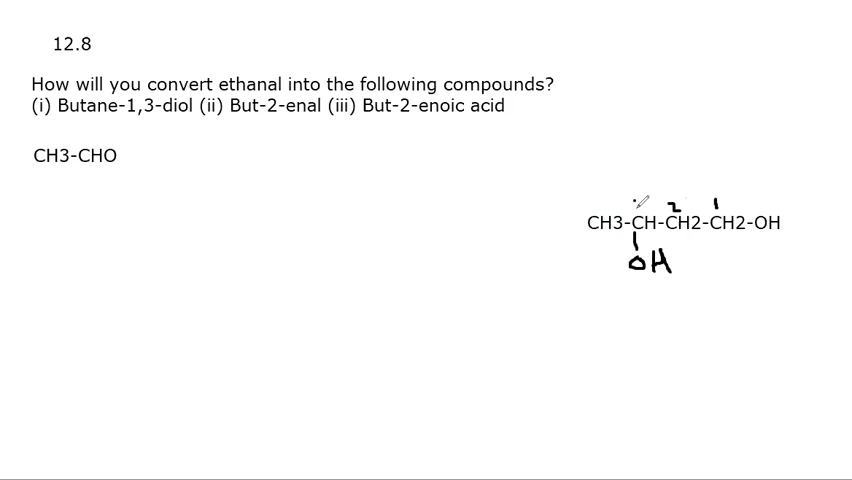 12.8
How will you convert ethanal into the following compounds?
(i) Butane-1,3-diol (ii) But-2-enal (iii) But-2-enoic acid
CH3-CHO
2 1
CH3-CH-CH2-CH2-OH
OH